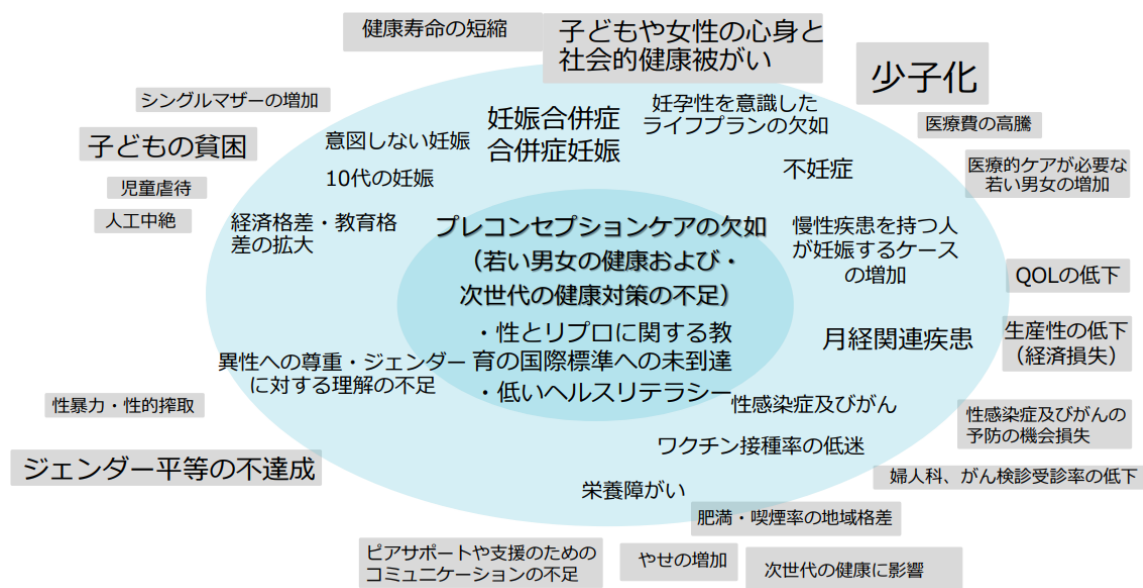 健康寿命の短縮
子どもや女性の心身と
社会的健康被がい
少子化
シングルマザーの増加
子どもの貧困
児童虐待
人工中絶
意図しない妊娠
10代の妊娠
経済格差・教育格
差の拡大
妊娠合併症
合併症妊娠
妊孕性を意識した
ライフプランの欠如
不妊症
医療費の高騰
医療的ケアが必要な
若い男女の増加
プレコンセプションケアの欠如
(若い男女の健康および・
次世代の健康対策の不足)
・性とリプロに関する教
育の国際標準への未到達
・低いヘルスリテラシー
慢性疾患を持つ人
が妊娠するケース
の増加
QOLの低下
月経関連疾患
生産性の低下
(経済損失)
異性への尊重・ジェンダー
に対する理解の不足
性暴力・性的搾取
ジェンダー平等の不達成
性感染症及びがん
性感染症及びがんの
予防の機会損失
ワクチン接種率の低迷
婦人科、がん検診受診率の低下
栄養障がい
肥満・喫煙率の地域格差
ピアサポートや支援のための
コミュニケーションの不足
やせの増加
次世代の健康に影響